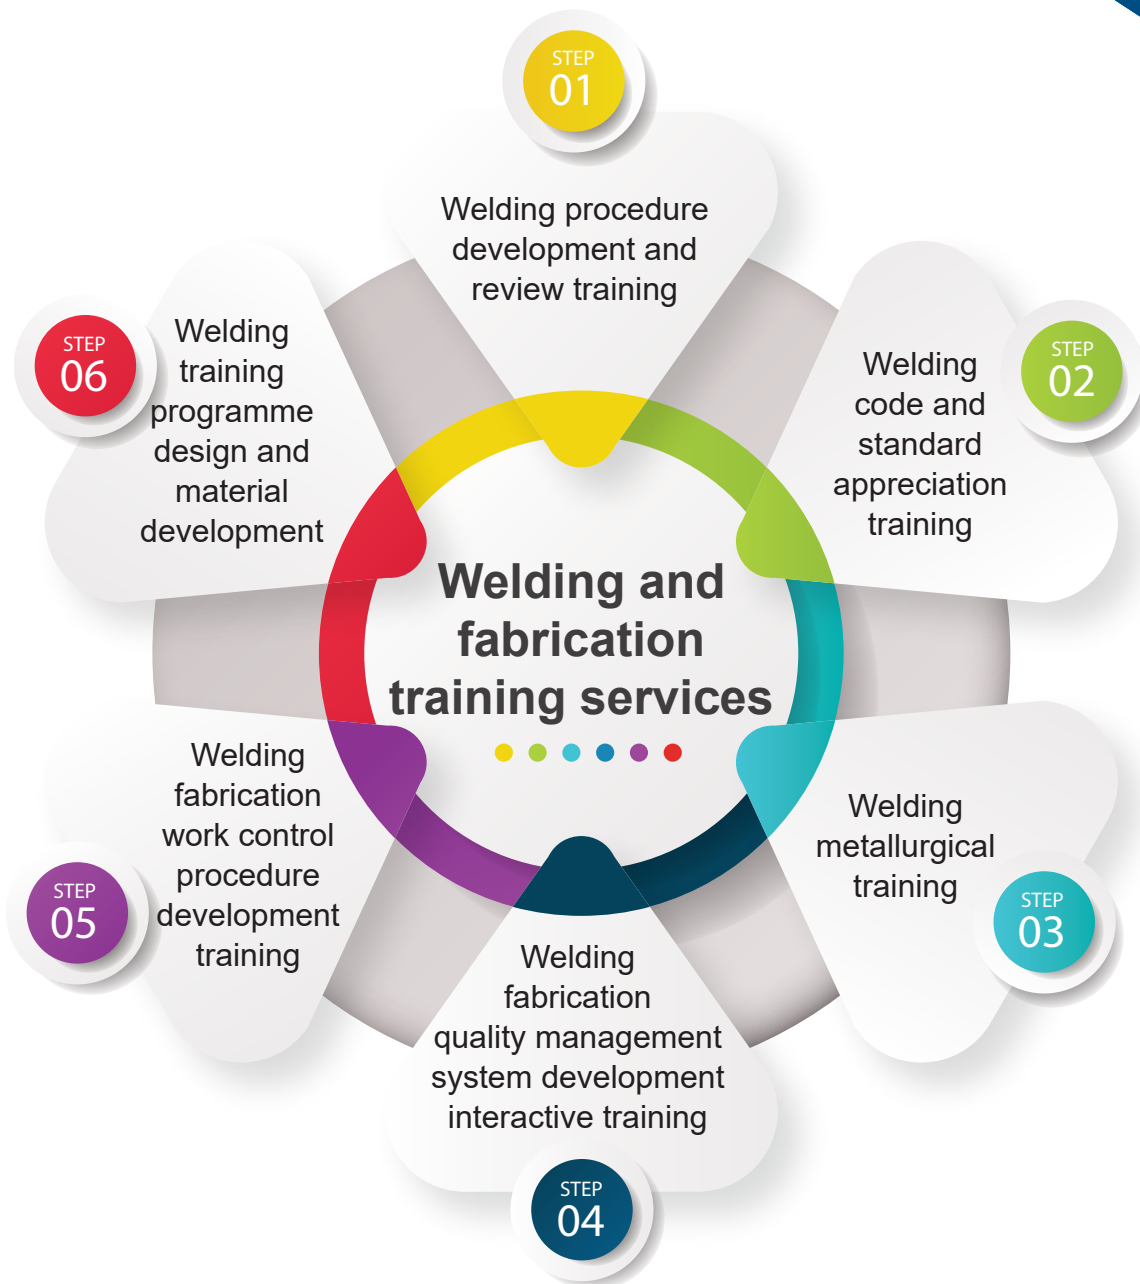 STEP
01
Welding procedure
development and
review training
STEP
02
Welding
code and
standard
appreciation
training
STEP
03
Welding
metallurgical
training
STEP
04
Welding
fabrication
quality management
system development
interactive training
STEP
05
Welding
fabrication
work control
procedure
development
training
STEP
06
Welding
training
programme
design and
material
development
Welding and
fabrication
training services